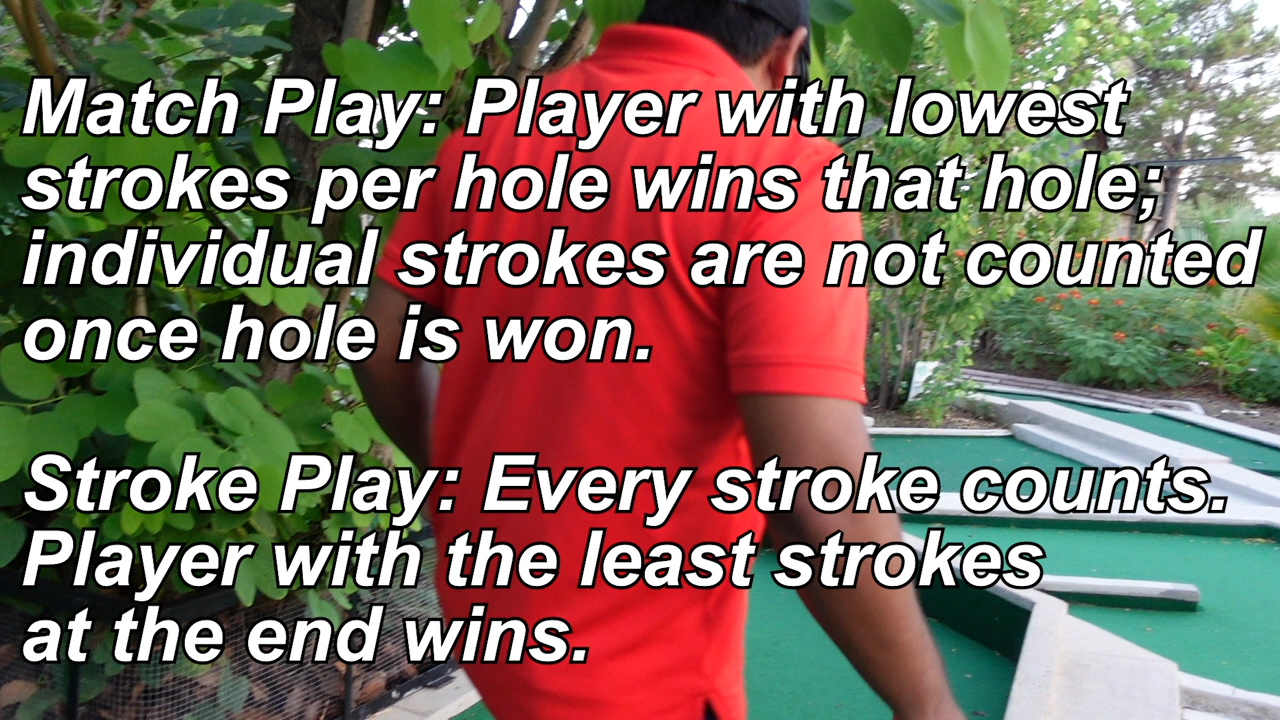 Match Play: Player with lowest
strokes per hole wins that hole;
individual strokes are not counted
once hole is won.
Stroke Play: Every stroke counts.
Player with the least strokes
at the end wins.